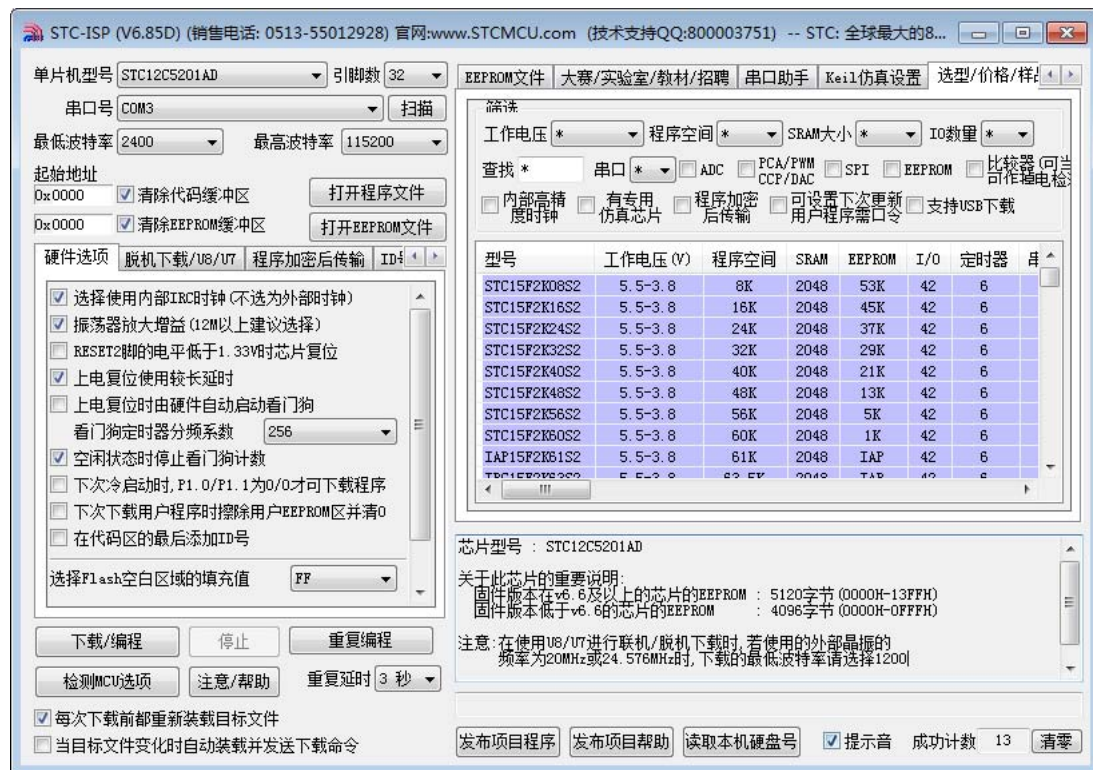 STC-ISP (V6.85D) (销售电话: 0513-55012928) 官网:www.STCMCU.com (技术支持QQ:800003751) -- STC: 全球最大的8...
单片机型号 STC12C5201AD 引脚数 32
串口号 COM3 扫描
最低波特率 2400 最高波特率 115200
起始地址
0x0000 清除代码缓冲区 打开程序文件
0x0000 清除EEPROM缓冲区 打开EEPROM文件
硬件选项 脱机下载/U8/U7 程序加密后传输
选择使用内部IRC时钟(不选为外部时钟)
振荡器放大增益(12M以上建议选择)
RESET2脚的电平低于1.33V时芯片复位
上电复位使用较长延时
上电复位时由硬件自动启动看门狗
看门狗定时器分频系数 256
空闲状态时停止看门狗计数
下次冷启动时,P1.0/P1.1为0/0才可下载程序
下次下载用户程序时擦除用户EEPROM区并清0
在代码区的最后添加ID号
选择Flash空白区域的填充值 FF
下载/编程 停止 重复编程
检测MCU选项 注意/帮助 重复延时 3 秒
每次下载前都重新装载目标文件
当目标文件变化时自动装载并发送下载命令
EEPROM文件 大赛/实验室/教材/招聘 串口助手 Keil仿真设置 选型/价格/样
筛选
工作电压 * 程序空间 * SRAM大小 * IO数量 *
查找 * 串口 * ADC PCA/PWM SPI EEPROM 比较器(可当
CCP/DAC 可作掉电检
内部高精 有专用 程序加密 可设置下次更新 支持USB下载
度时钟 仿真芯片 后传输 用户程序需口令
型号 工作电压(V) 程序空间 SRAM EEPROM I/O 定时器
STC15F2K08S2 5.5-3.8 8K 2048 53K 42 6
STC15F2K16S2 5.5-3.8 16K 2048 45K 42 6
STC15F2K24S2 5.5-3.8 24K 2048 37K 42 6
STC15F2K32S2 5.5-3.8 32K 2048 29K 42 6
STC15F2K40S2 5.5-3.8 40K 2048 21K 42 6
STC15F2K48S2 5.5-3.8 48K 2048 13K 42 6
STC15F2K56S2 5.5-3.8 56K 2048 5K 42 6
STC15F2K60S2 5.5-3.8 60K 2048 1K 42 6
IAP15F2K61S2 5.5-3.8 61K 2048 IAP 42 6
芯片型号 : STC12C5201AD
关于此芯片的重要说明:
固件版本在v6.6及以上的芯片的EEPROM : 5120字节(0000H-13FFH)
固件版本低于v6.6的芯片的EEPROM : 4096字节(0000H-0FFFH)
注意:在使用U8/U7进行联机/脱机下载时,若使用的外部晶振的
频率为20MHz或24.576MHz时,下载的最低波特率请选择1200
发布项目程序 发布项目帮助 读取本机硬盘号 提示音 成功计数 13 清零